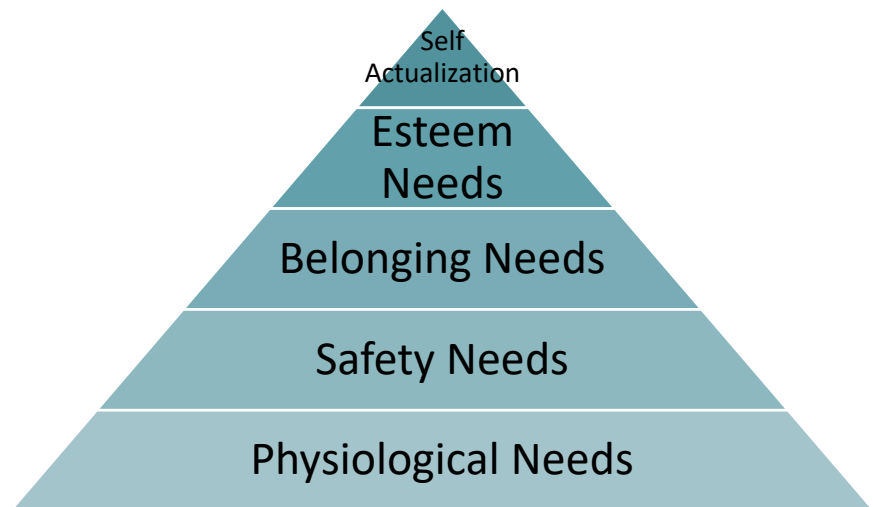 Self
Actualization
Esteem
Needs
Belonging Needs
Safety Needs
Physiological Needs